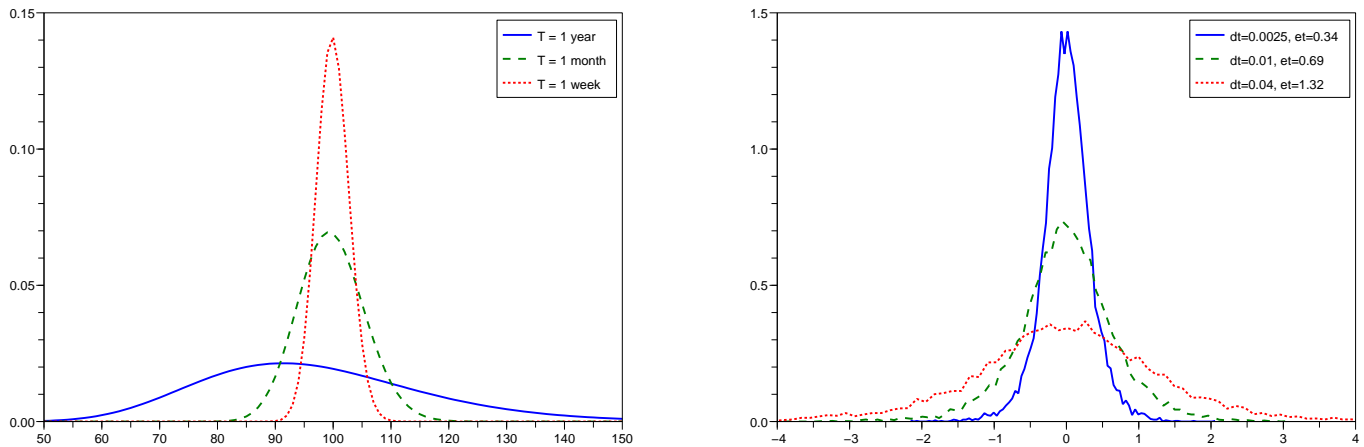 0.15
0.10
0.05
0.00
50 60 70 80 90 100 110 120 130 140 150
T = 1 year
T = 1 month
T = 1 week
1.5
1.0
0.5
0.0
−4 −3 −2 −1 0 1 2 3 4
dt=0.0025, et=0.34
dt=0.01, et=0.69
dt=0.04, et=1.32